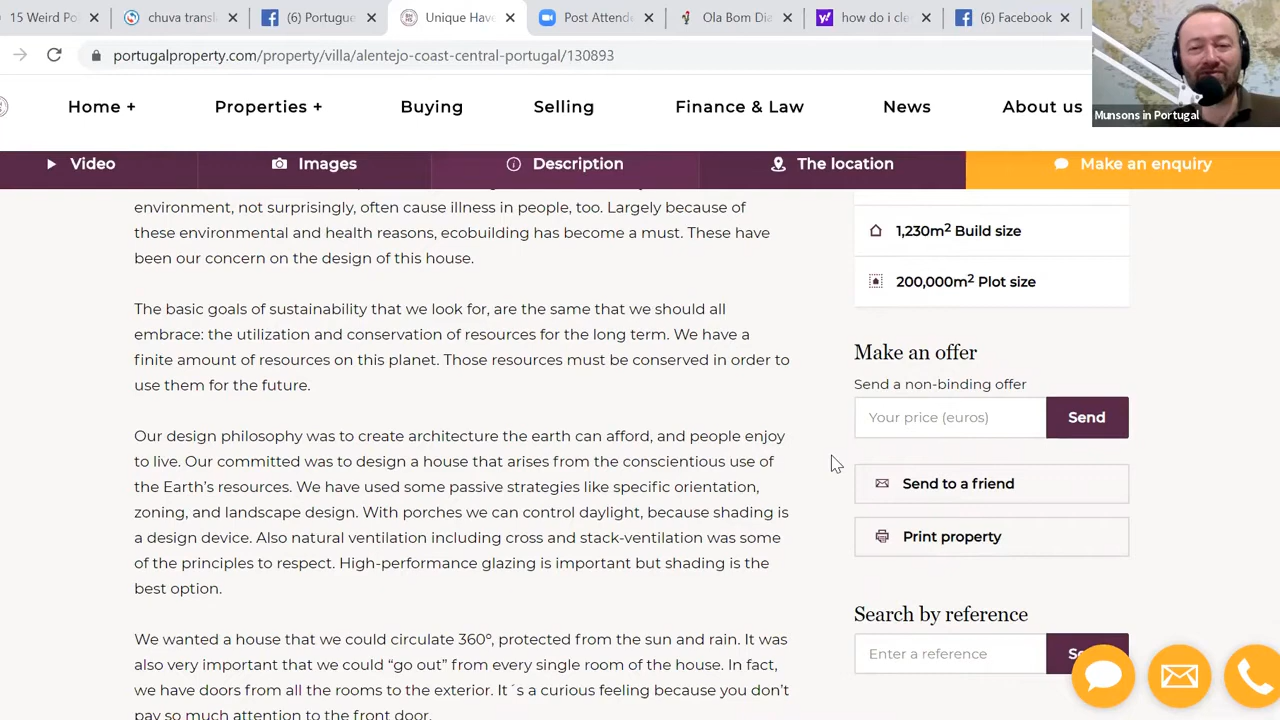 15 Weird Po
chuva transl
(6) Portugue
Unique Hav
Post Attende
Ola Bom Dia
how do i cle
(6) Facebook
portugalproperty.com/property/villa/alentejo-coast-central-portugal/130893
Munsons in Portugal
Home +
Properties +
Buying
Selling
Finance & Law
News
About us
Video
Images
Description
The location
Make an enquiry
environment, not surprisingly, often cause illness in people, too. Largely because of
these environmental and health reasons, ecobuilding has become a must. These have
been our concern on the design of this house.
The basic goals of sustainability that we look for, are the same that we should all
embrace: the utilization and conservation of resources for the long term. We have a
finite amount of resources on this planet. Those resources must be conserved in order to
use them for the future.
Our design philosophy was to create architecture the earth can afford, and people enjoy
to live. Our committed was to design a house that arises from the conscientious use of
the Earth's resources. We have used some passive strategies like specific orientation,
zoning, and landscape design. With porches we can control daylight, because shading is
a design device. Also natural ventilation including cross and stack-ventilation was some
of the principles to respect. High-performance glazing is important but shading is the
best option.
We wanted a house that we could circulate 360º, protected from the sun and rain. It was
also very important that we could “go out” from every single room of the house. In fact,
we have doors from all the rooms to the exterior. It´s a curious feeling because you don't
pay so much attention to the front door.
1,230m² Build size
200,000m² Plot size
Make an offer
Send a non-binding offer
Your price (euros)
Send
Send to a friend
Print property
Search by reference
Enter a reference